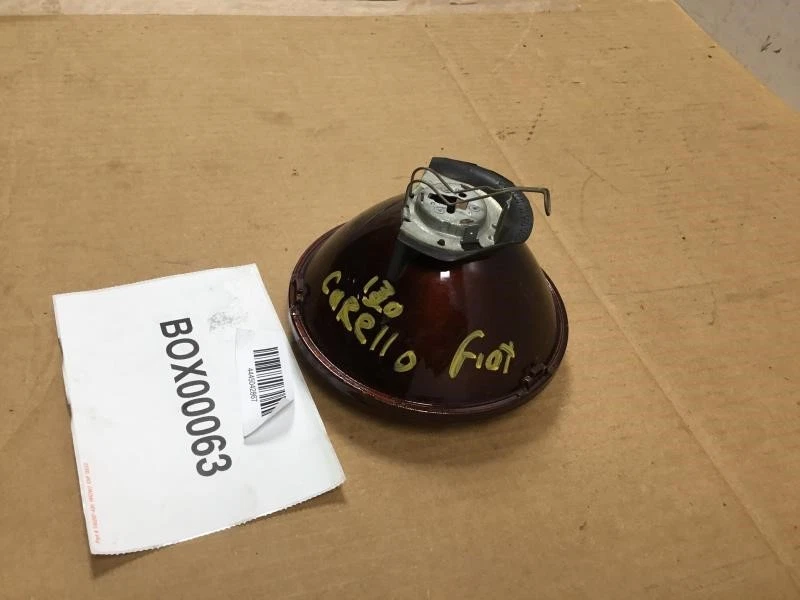 130
CaRello
Fiat
BOX00063